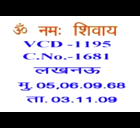 ॐ नमः शिवाय
VCD -1195
C.No.-1681
लखनऊ
मु. 05,06.09.68
ता. 03.11.09